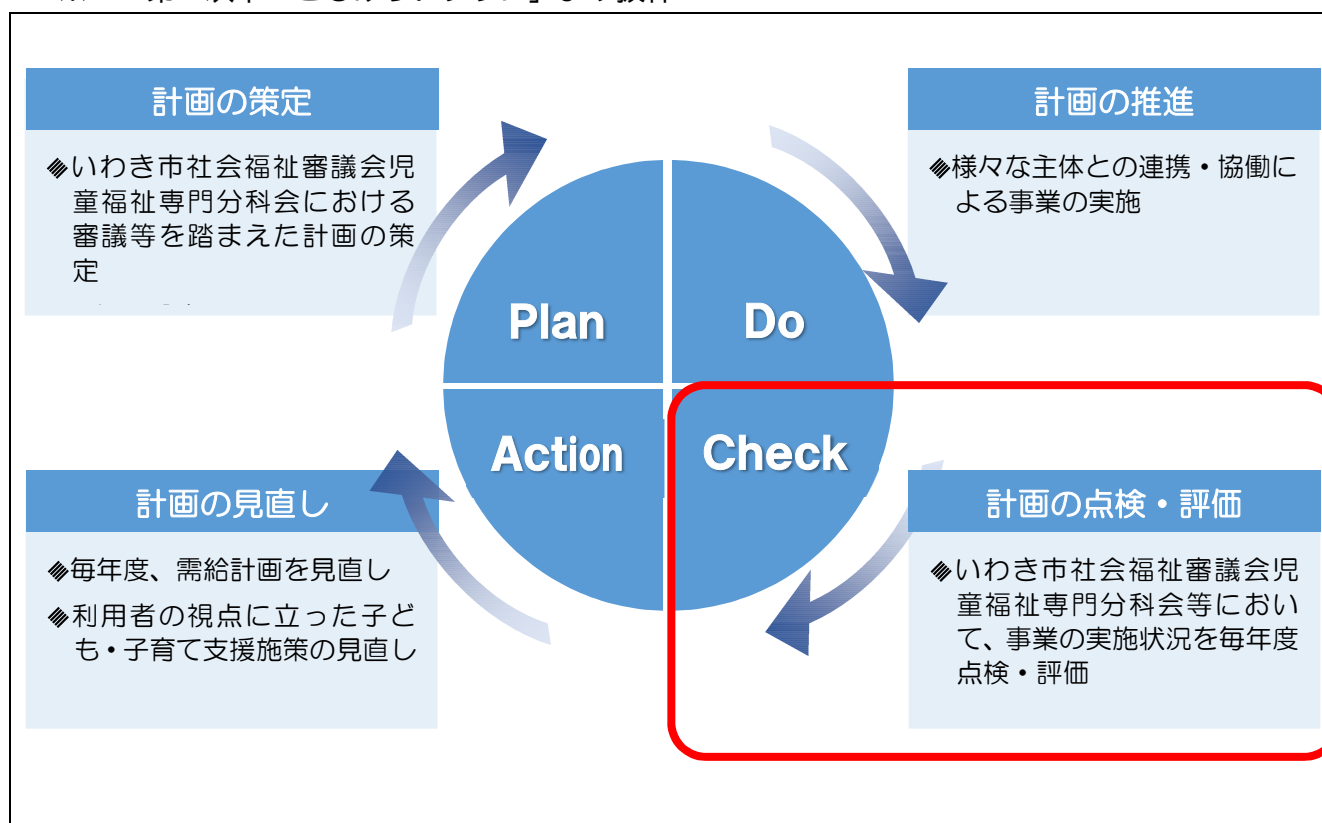 計画の策定
◆いわき市社会福祉審議会児
童福祉専門分科会における
審議等を踏まえた計画の策
定
計画の推進
◆様々な主体との連携・協働に
よる事業の実施
Plan
Do
Action
Check
計画の見直し
◆毎年度、需給計画を見直し
◆利用者の視点に立った子ど
も・子育て支援施策の見直し
計画の点検・評価
◆いわき市社会福祉審議会児
童福祉専門分科会等におい
て、事業の実施状況を毎年度
点検・評価